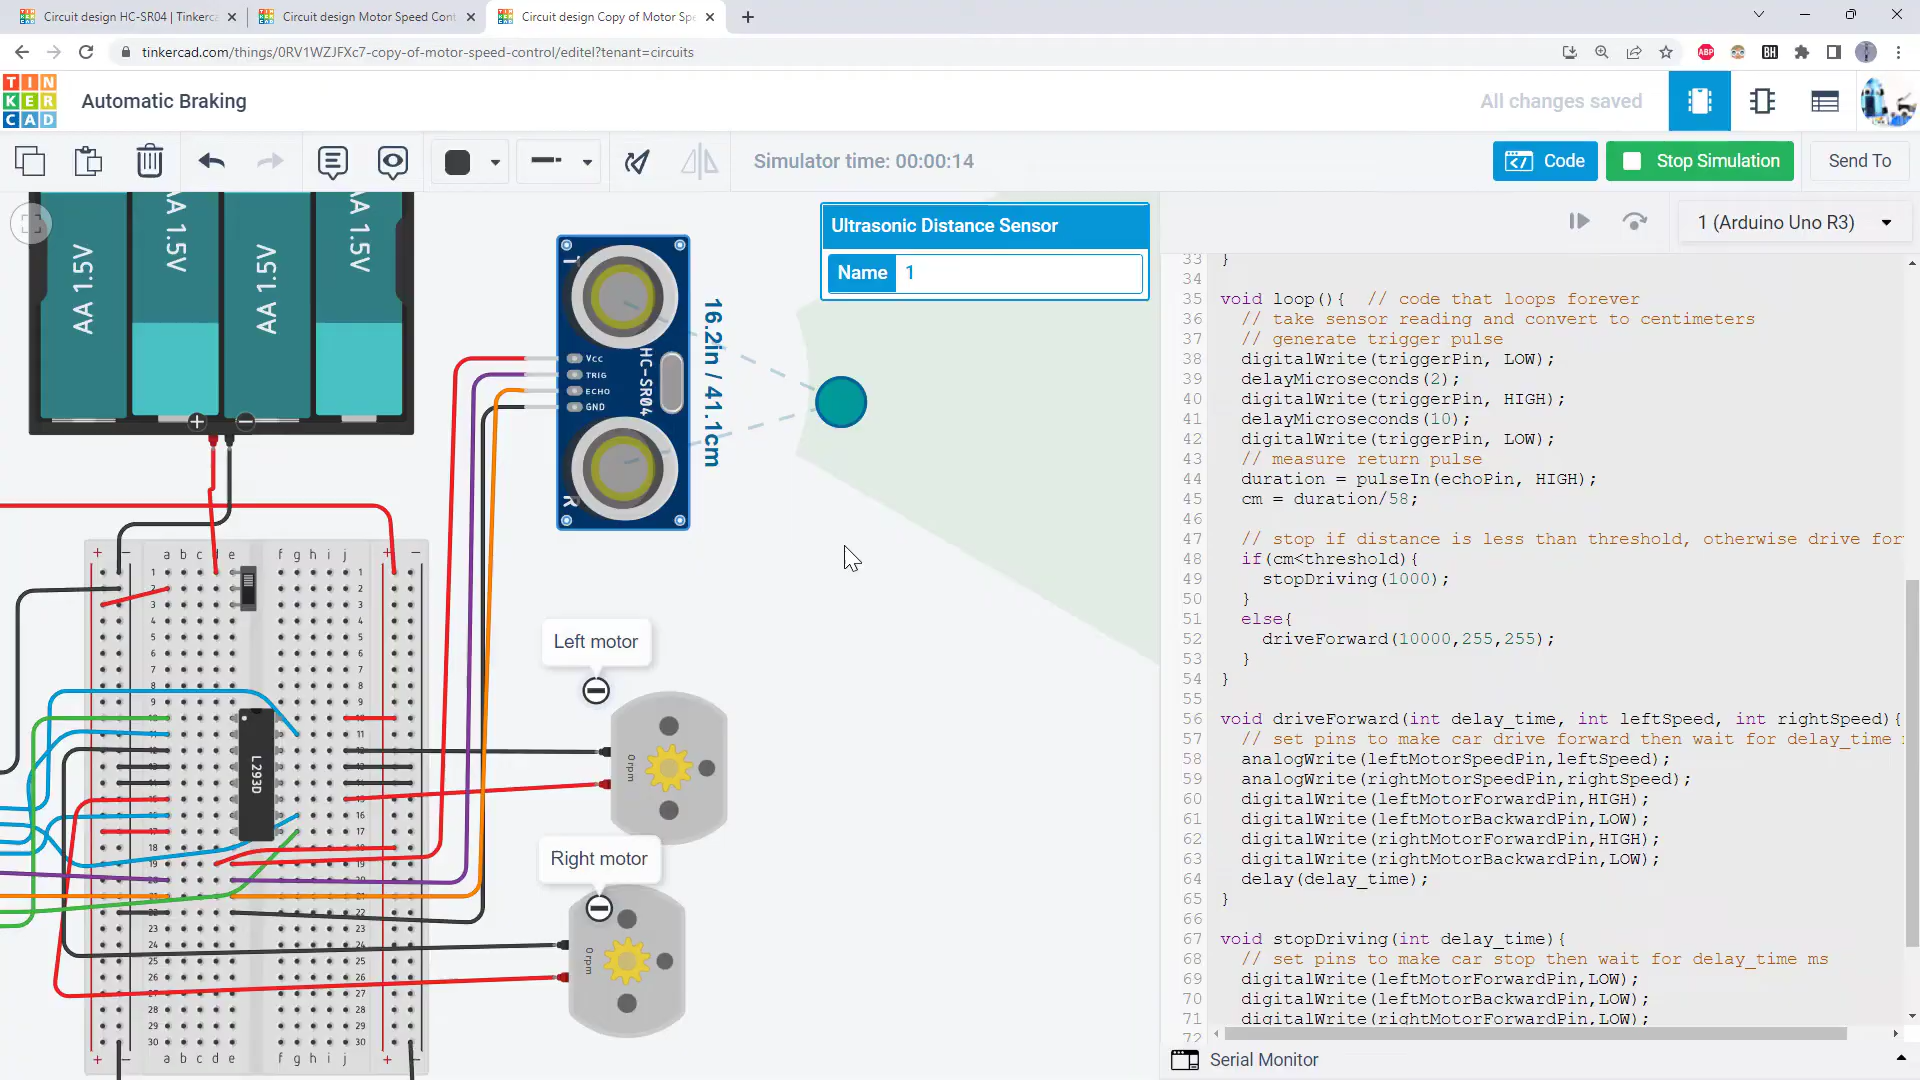 Circuit design HC-SR04 | Tinkerca
Circuit design Motor Speed Cont
Circuit design Copy of Motor Spe
tinkercad.com/things/0RV1WZJFXc7-copy-of-motor-speed-control/editel?tenant=circuits
ABP
BH
TIN
KER
CAD
Automatic Braking
All changes saved
Simulator time: 00:00:14
Code
Stop Simulation
Send To
1 (Arduino Uno R3)
AA 1.5V
AA 1.5V
AA 1.5V
AA 1.5V
T
R
Vcc
TRIG
ECHO
GND
HC-SR04
16.2in / 41.1cm
Ultrasonic Distance Sensor
Name 1
Left motor
0 rpm
Right motor
0 rpm
L293D
a b c d e f g h i j
a b c d e f g h i j
33 }
34
35 void loop(){  // code that loops forever
36 // take sensor reading and convert to centimeters
37 // generate trigger pulse
38 digitalWrite(triggerPin, LOW);
39 delayMicroseconds(2);
40 digitalWrite(triggerPin, HIGH);
41 delayMicroseconds(10);
42 digitalWrite(triggerPin, LOW);
43 // measure return pulse
44 duration = pulseIn(echoPin, HIGH);
45 cm = duration/58;
46
47 // stop if distance is less than threshold, otherwise drive for
48 if(cm<threshold){
49 stopDriving(1000);
50 }
51 else{
52 driveForward(10000,255,255);
53 }
54 }
55
56 void driveForward(int delay_time, int leftSpeed, int rightSpeed){
57 // set pins to make car drive forward then wait for delay_time
58 analogWrite(leftMotorSpeedPin,leftSpeed);
59 analogWrite(rightMotorSpeedPin,rightSpeed);
60 digitalWrite(leftMotorForwardPin,HIGH);
61 digitalWrite(leftMotorBackwardPin,LOW);
62 digitalWrite(rightMotorForwardPin,HIGH);
63 digitalWrite(rightMotorBackwardPin,LOW);
64 delay(delay_time);
65 }
66
67 void stopDriving(int delay_time){
68 // set pins to make car stop then wait for delay_time ms
69 digitalWrite(leftMotorForwardPin,LOW);
70 digitalWrite(leftMotorBackwardPin,LOW);
71 digitalWrite(rightMotorForwardPin,LOW);
72
Serial Monitor